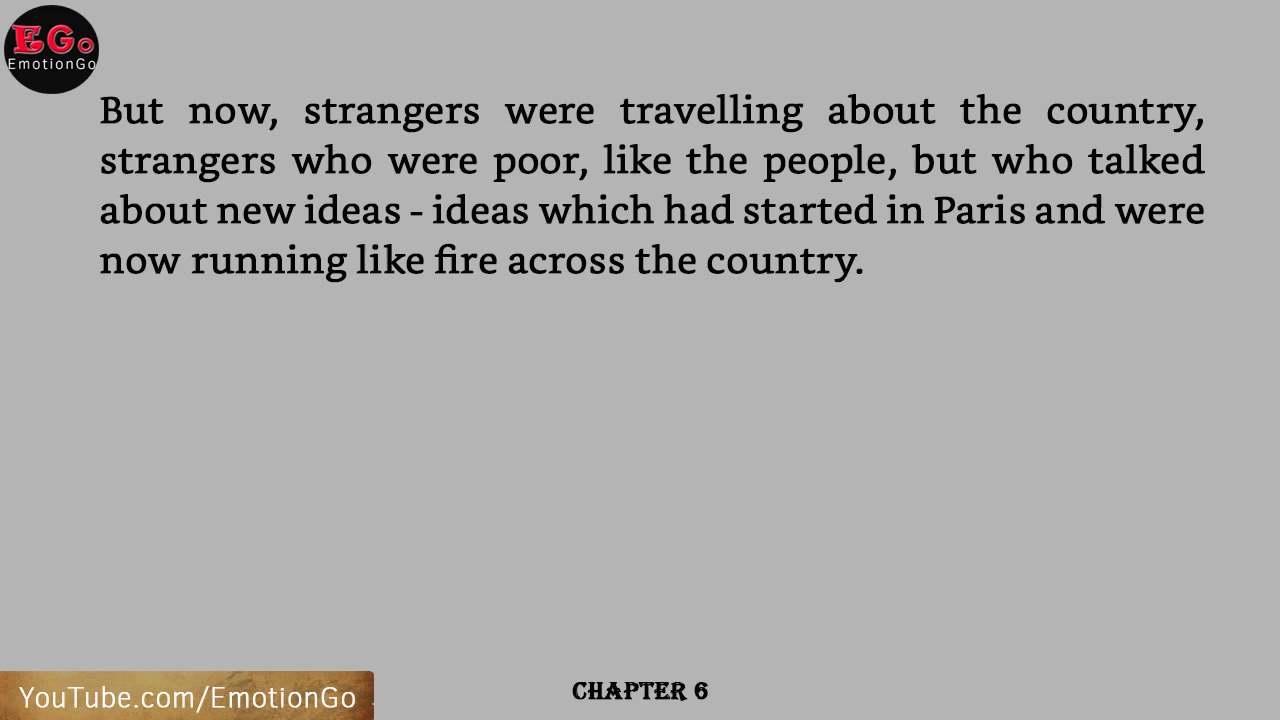 EGo
EmotionGo
But now, strangers were travelling about the country,
strangers who were poor, like the people, but who talked
about new ideas - ideas which had started in Paris and were
now running like fire across the country.
YouTube.com/EmotionGo
CHAPTER 6